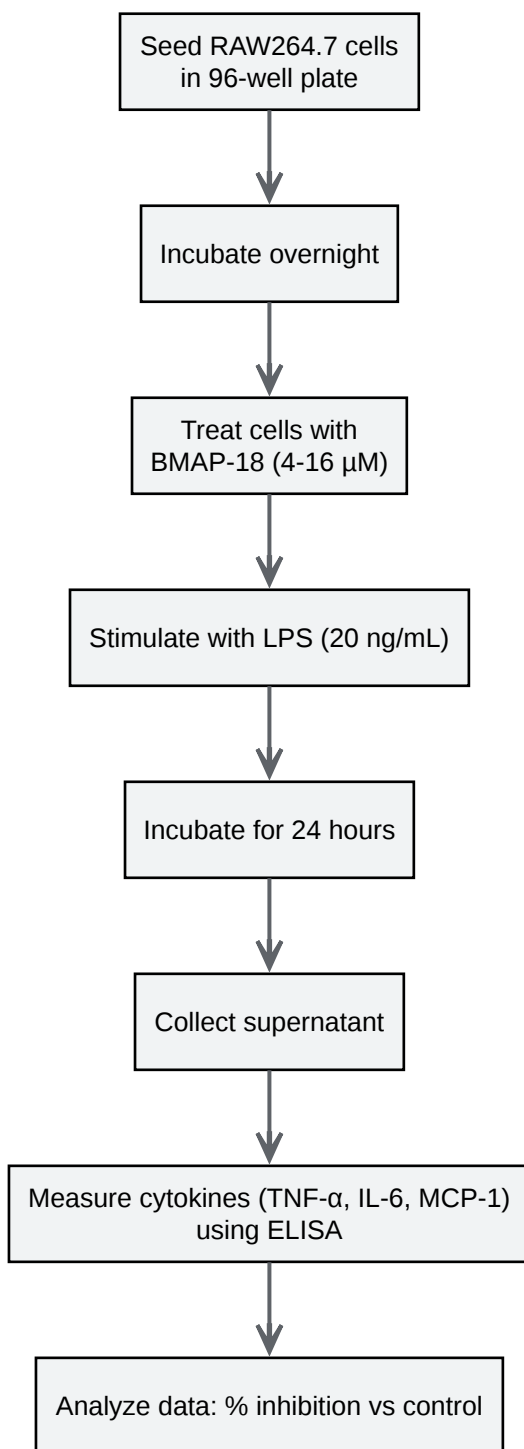 Seed RAW264.7 cells
in 96-well plate
Incubate overnight
Treat cells with
BMAP-18 (4-16 μM)
Stimulate with LPS (20 ng/mL)
Incubate for 24 hours
Collect supernatant
Measure cytokines (TNF-α, IL-6, MCP-1)
using ELISA
Analyze data: % inhibition vs control